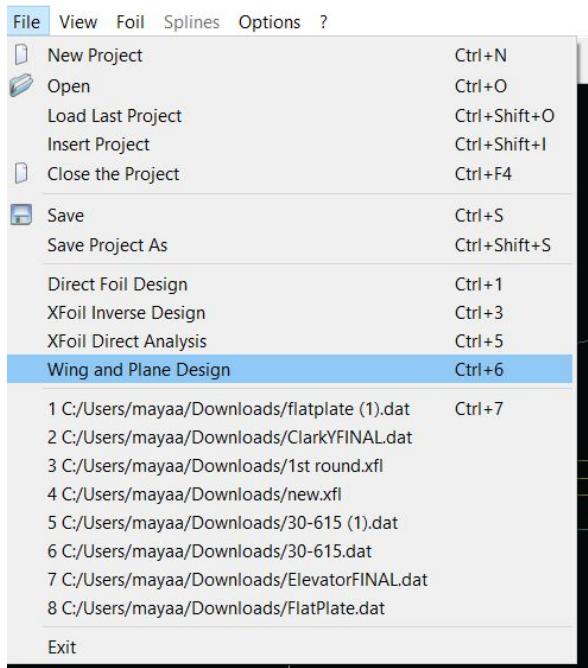 File View Foil Splines Options ?
New Project Ctrl+N
Open Ctrl+O
Load Last Project Ctrl+Shift+O
Insert Project Ctrl+Shift+I
Close the Project Ctrl+F4
Save Ctrl+S
Save Project As Ctrl+Shift+S
Direct Foil Design Ctrl+1
XFoil Inverse Design Ctrl+3
XFoil Direct Analysis Ctrl+5
Wing and Plane Design Ctrl+6
1 C:/Users/mayaa/Downloads/flatplate (1).dat Ctrl+7
2 C:/Users/mayaa/Downloads/ClarkYFINAL.dat
3 C:/Users/mayaa/Downloads/1st round.xfl
4 C:/Users/mayaa/Downloads/new.xfl
5 C:/Users/mayaa/Downloads/30-615 (1).dat
6 C:/Users/mayaa/Downloads/30-615.dat
7 C:/Users/mayaa/Downloads/ElevatorFINAL.dat
8 C:/Users/mayaa/Downloads/FlatPlate.dat
Exit